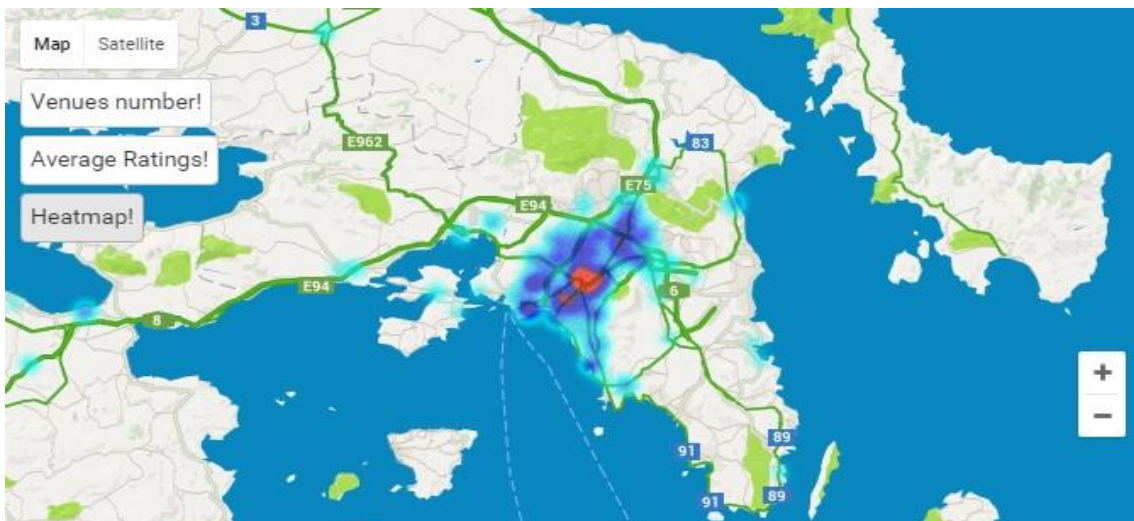 3
Map Satellite
Venues number!
E962
83
Average Ratings!
E75
Heatmap!
E94
E94
6
8
+
−
89
91
89
91